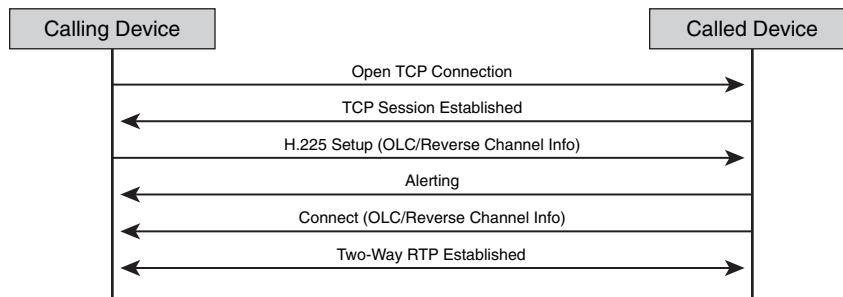 Calling Device
Called Device
Open TCP Connection
TCP Session Established
H.225 Setup (OLC/Reverse Channel Info)
Alerting
Connect (OLC/Reverse Channel Info)
Two-Way RTP Established